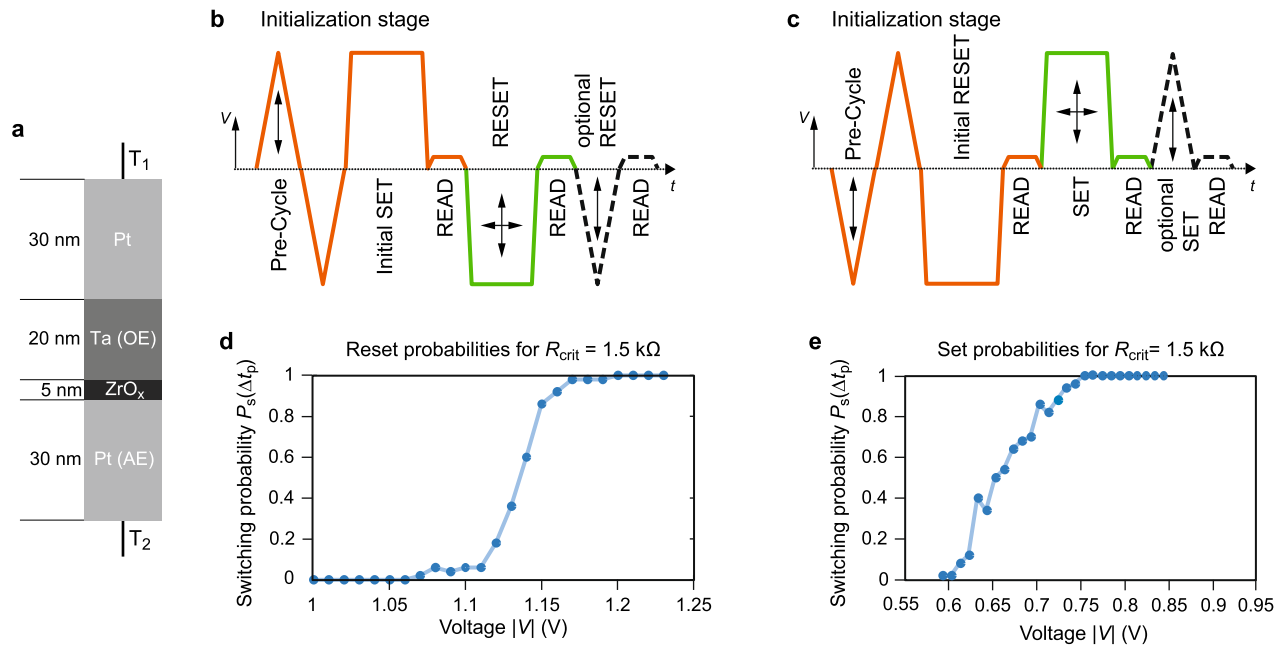 a
T1
30 nm
Pt
20 nm
Ta (OE)
5 nm
ZrOx
30 nm
Pt (AE)
T2
b Initialization stage
V
Pre-Cycle
Initial SET
READ
RESET
READ
optional
RESET
READ
t
c Initialization stage
V
Pre-Cycle
Initial RESET
READ
SET
READ
optional
SET
READ
t
d
Reset probabilities for Rcrit = 1.5 kΩ
Switching probability Ps(Δtp)
1
0.8
0.6
0.4
0.2
0
1
1.05
1.1
1.15
1.2
1.25
Voltage |V| (V)
e
Set probabilities for Rcrit= 1.5 kΩ
Switching probability Ps(Δtp)
1
0.8
0.6
0.4
0.2
0
0.55
0.6
0.65
0.7
0.75
0.8
0.85
0.9
0.95
Voltage |V| (V)